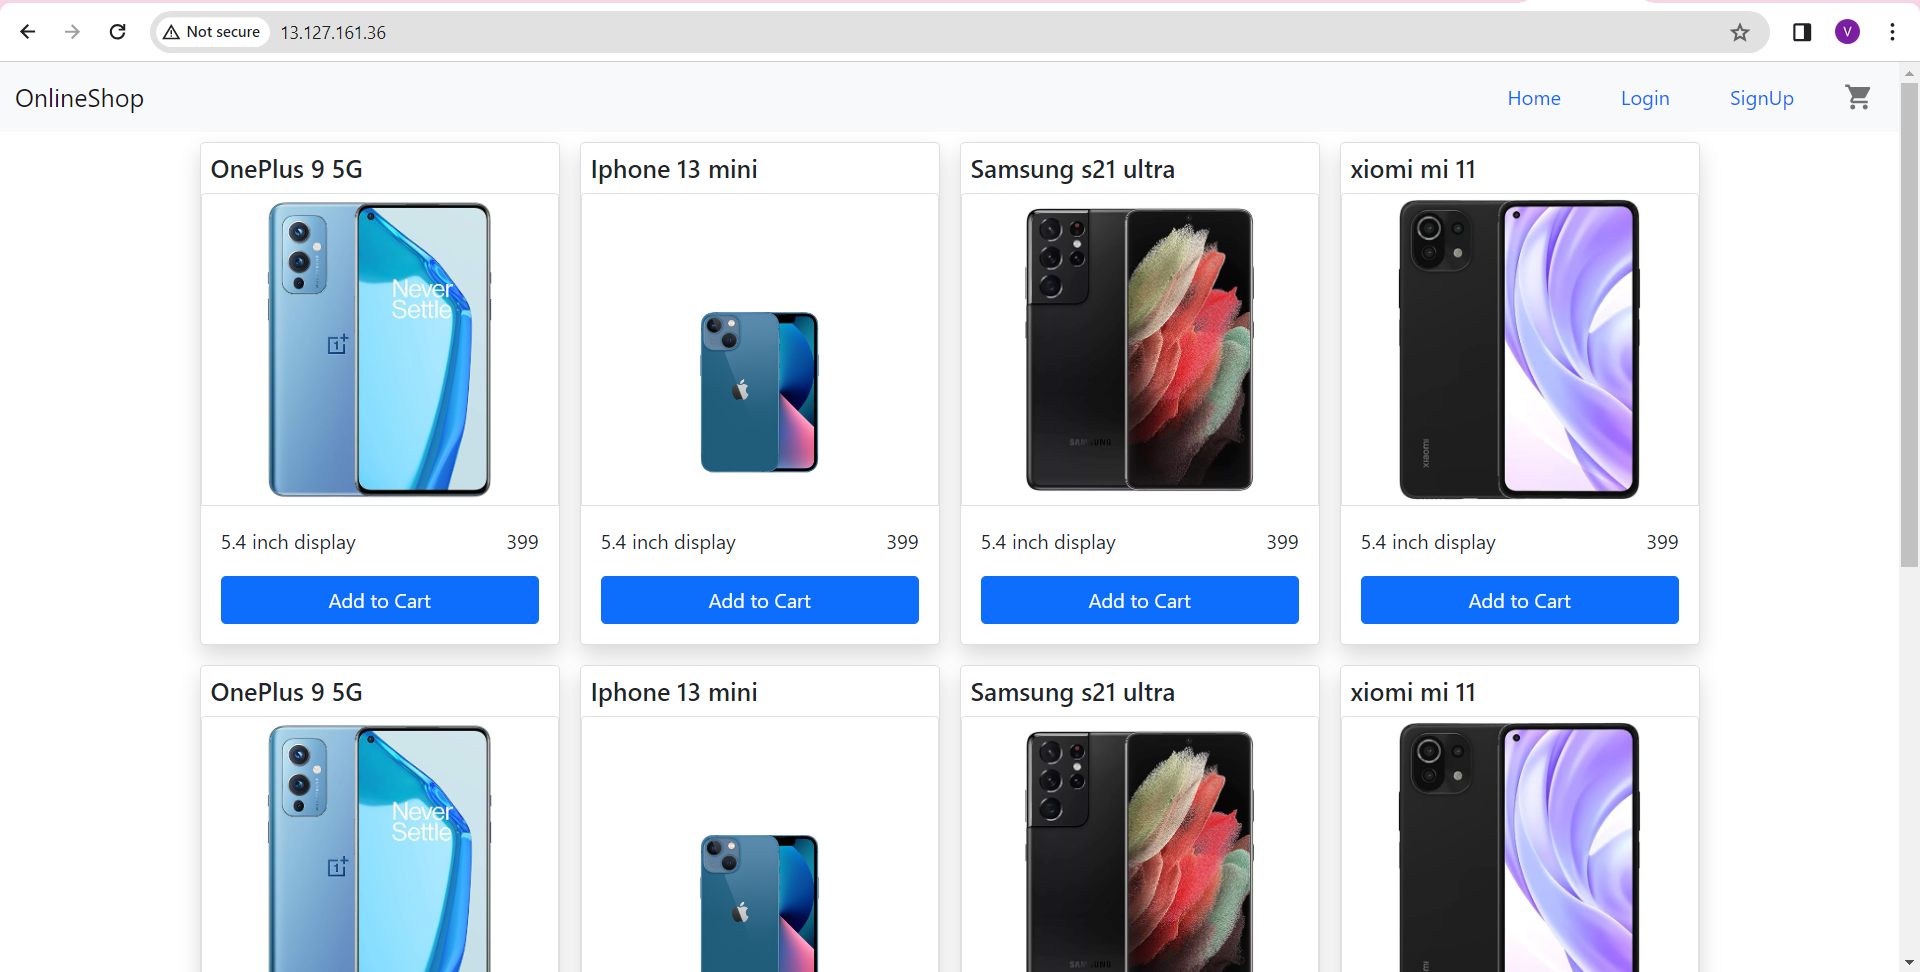 Not secure 13.127.161.36 V
OnlineShop Home Login SignUp
OnePlus 9 5G Iphone 13 mini Samsung s21 ultra xiomi mi 11
Never
Settle
SAMSUNG
XIAOMI
5.4 inch display 399 5.4 inch display 399 5.4 inch display 399 5.4 inch display 399
Add to Cart Add to Cart Add to Cart Add to Cart
OnePlus 9 5G Iphone 13 mini Samsung s21 ultra xiomi mi 11
Never
Settle
SAMSUNG